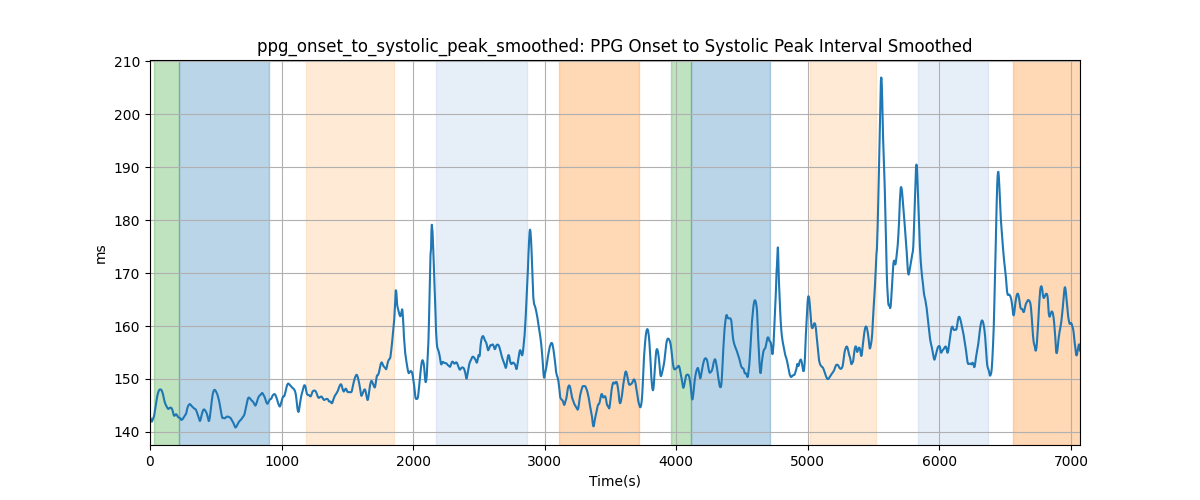 ppg_onset_to_systolic_peak_smoothed: PPG Onset to Systolic Peak Interval Smoothed
210
200
190
180
170
160
150
140
ms
0 1000 2000 3000 4000 5000 6000 7000
Time(s)